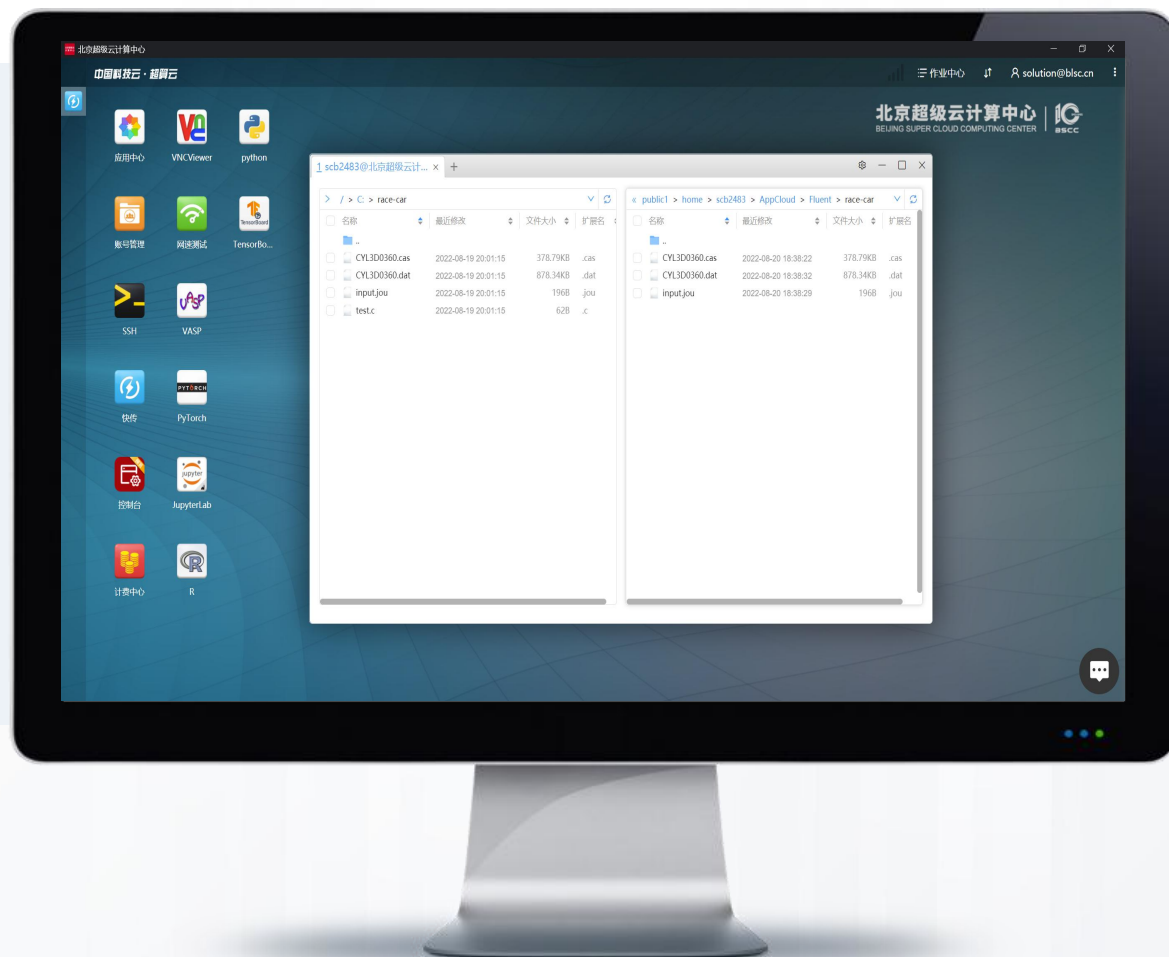 北京超级云计算中心
中国科技云·超算云
作业中心
solution@blsc.cn
北京超级云计算中心
BEIJING SUPER CLOUD COMPUTING CENTER
BSCC
应用中心
VNCViewer
python
账号管理
网速测试
TensorBoard
TensorBo...
SSH
VASP
VASP
快传
PYTORCH
PyTorch
控制台
jupyter
JupyterLab
计费中心
R
1 scb2483@北京超级云计... × +
> / > C: > race-car
名称 最近修改 文件大小 扩展名
..
CYL3D0360.cas 2022-08-19 20:01:15 378.79KB .cas
CYL3D0360.dat 2022-08-19 20:01:15 878.34KB .dat
input.jou 2022-08-19 20:01:15 196B .jou
test.c 2022-08-19 20:01:15 62B .c
« public1 > home > scb2483 > AppCloud > Fluent > race-car
名称 最近修改 文件大小 扩展名
..
CYL3D0360.cas 2022-08-20 18:38:22 378.79KB .cas
CYL3D0360.dat 2022-08-20 18:38:32 878.34KB .dat
input.jou 2022-08-20 18:38:29 196B .jou